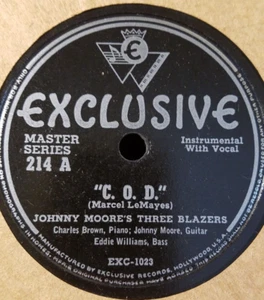 EXCLUSIVE
MASTER
SERIES
214 A
Instrumental
With Vocal
"C. O. D."
(Marcel LeMayes)
JOHNNY MOORE'S THREE BLAZERS
Charles Brown, Piano; Johnny Moore, Guitar
Eddie Williams, Bass
EXC-1023
MANUFACTURED BY EXCLUSIVE RECORDS, HOLLYWOOD, U.S.A.